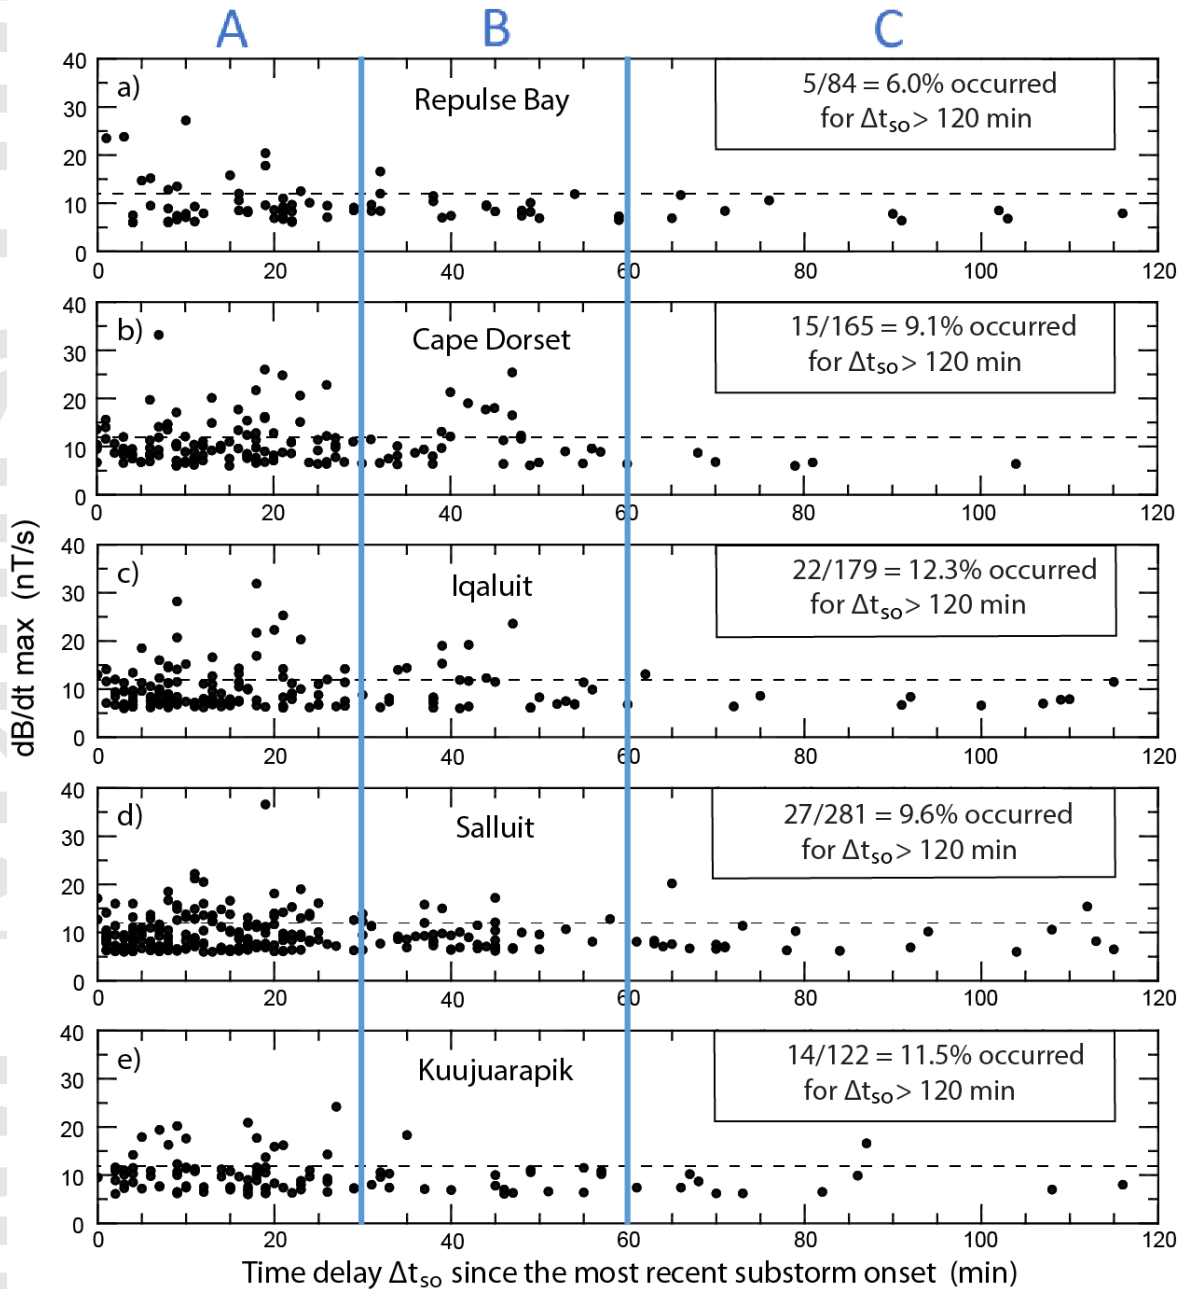 A B C
a) Repulse Bay 5/84 = 6.0% occurred
for Δtso> 120 min
40
30
20
10
0
0 20 40 60 80 100 120
b) Cape Dorset 15/165 = 9.1% occurred
for Δtso> 120 min
40
30
20
10
0
0 20 40 60 80 100 120
c) Iqaluit 22/179 = 12.3% occurred
for Δtso> 120 min
40
30
20
10
0
0 20 40 60 80 100 120
d) Salluit 27/281 = 9.6% occurred
for Δtso> 120 min
40
30
20
10
0
0 20 40 60 80 100 120
e) Kuujuarapik 14/122 = 11.5% occurred
for Δtso> 120 min
40
30
20
10
0
0 20 40 60 80 100 120
dB/dt max (nT/s)
Time delay Δtso since the most recent substorm onset (min)